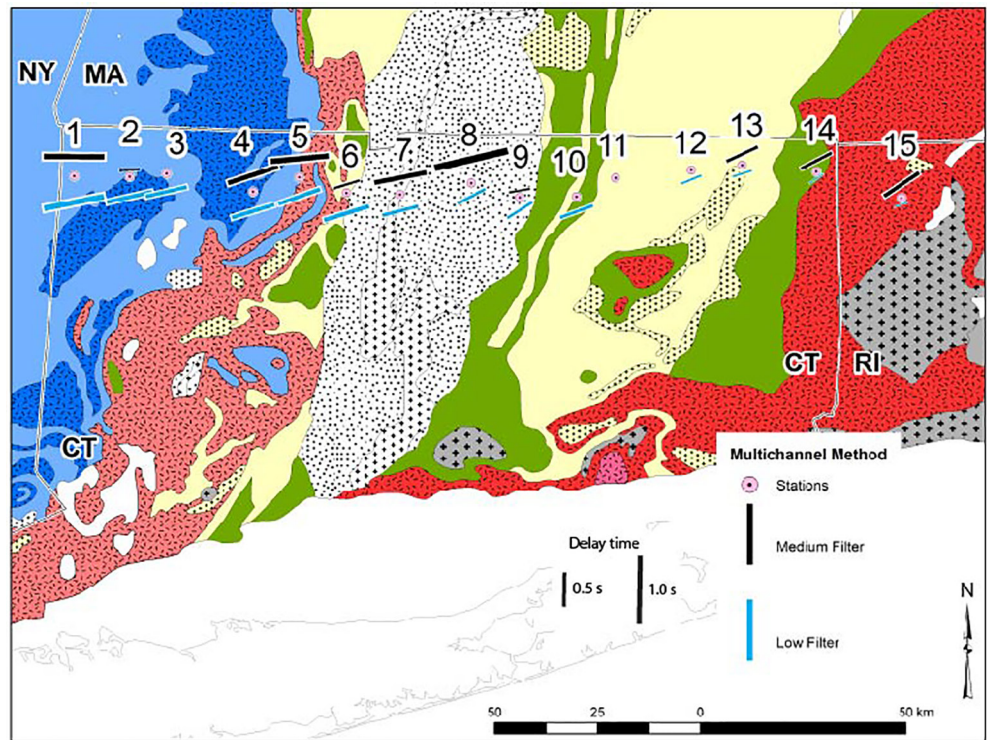 NY
MA
1
2
3
4
5
6
7
8
9
10
11
12
13
14
15
CT
RI
CT
Multichannel Method
Stations
Medium Filter
Low Filter
Delay time
0.5 s
1.0 s
N
50 25 0 50 km